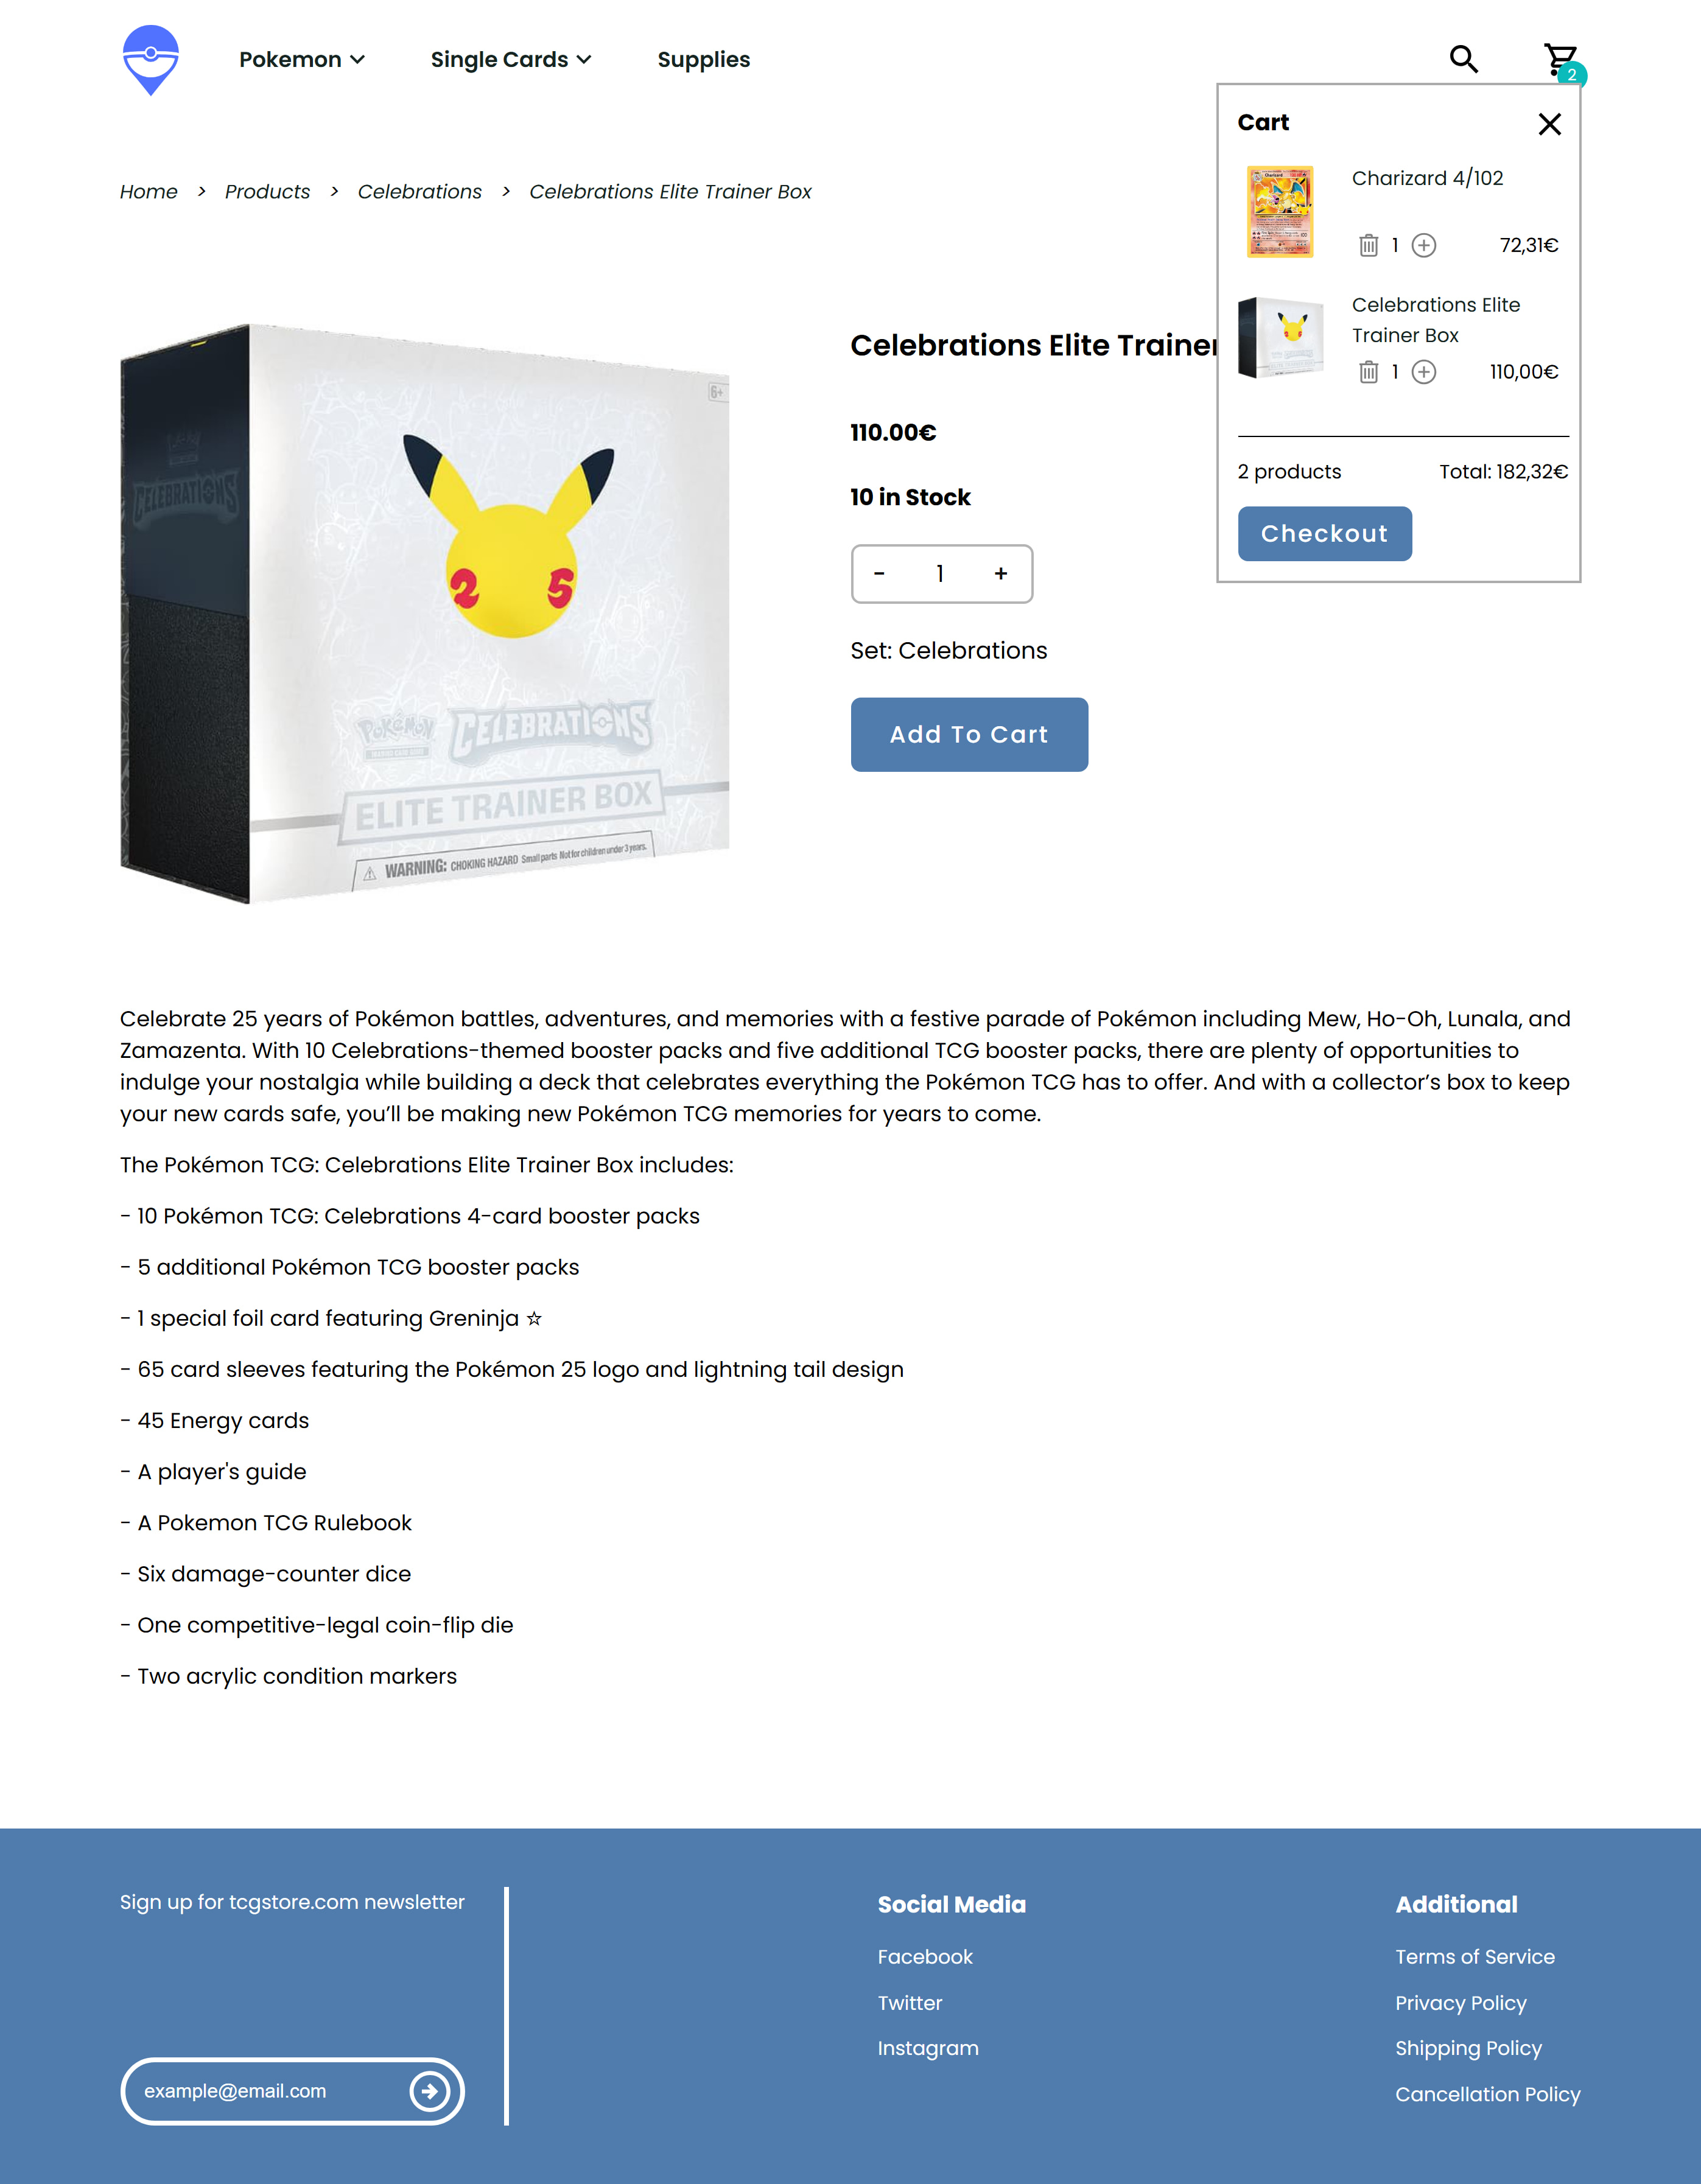 Pokemon
Single Cards
Supplies
2
Cart
Charizard 4/102
1
72,31€
Celebrations Elite
Trainer Box
1
110,00€
2 products
Total: 182,32€
Checkout
Home > Products > Celebrations > Celebrations Elite Trainer Box
6+
CELEBRATIONS
2 5
POKéMON
CELEBRATIONS
ELITE TRAINER BOX
WARNING: CHOKING HAZARD Small parts Not for children under 3 years.
Celebrations Elite Trainer
110.00€
10 in Stock
- 1 +
Set: Celebrations
Add To Cart
Celebrate 25 years of Pokémon battles, adventures, and memories with a festive parade of Pokémon including Mew, Ho-Oh, Lunala, and
Zamazenta. With 10 Celebrations-themed booster packs and five additional TCG booster packs, there are plenty of opportunities to
indulge your nostalgia while building a deck that celebrates everything the Pokémon TCG has to offer. And with a collector’s box to keep
your new cards safe, you’ll be making new Pokémon TCG memories for years to come.
The Pokémon TCG: Celebrations Elite Trainer Box includes:
- 10 Pokémon TCG: Celebrations 4-card booster packs
- 5 additional Pokémon TCG booster packs
- 1 special foil card featuring Greninja ☆
- 65 card sleeves featuring the Pokémon 25 logo and lightning tail design
- 45 Energy cards
- A player's guide
- A Pokemon TCG Rulebook
- Six damage-counter dice
- One competitive-legal coin-flip die
- Two acrylic condition markers
Sign up for tcgstore.com newsletter
example@email.com
Social Media
Facebook
Twitter
Instagram
Additional
Terms of Service
Privacy Policy
Shipping Policy
Cancellation Policy